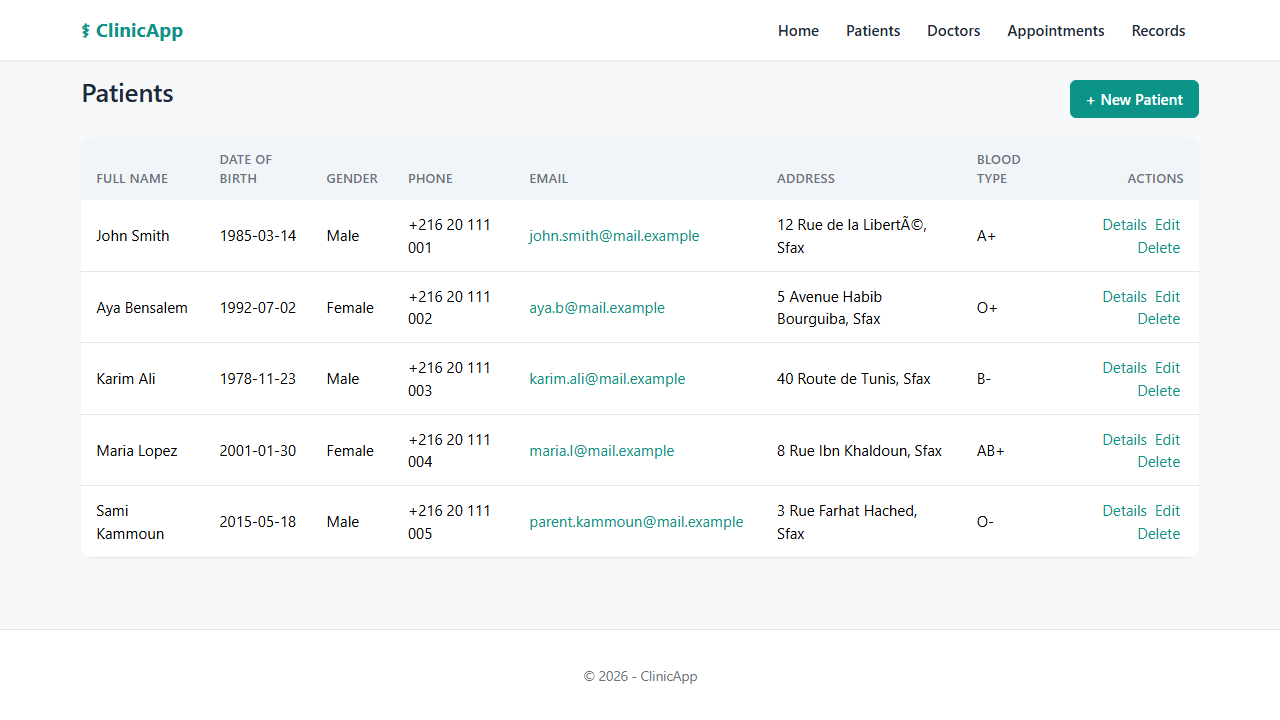 ⚕ ClinicApp
Home Patients Doctors Appointments Records
Patients
+ New Patient
FULL NAME DATE OF BIRTH GENDER PHONE EMAIL ADDRESS BLOOD TYPE ACTIONS
John Smith 1985-03-14 Male +216 20 111 001 john.smith@mail.example 12 Rue de la LibertÃ©, Sfax A+ Details Edit Delete
Aya Bensalem 1992-07-02 Female +216 20 111 002 aya.b@mail.example 5 Avenue Habib Bourguiba, Sfax O+ Details Edit Delete
Karim Ali 1978-11-23 Male +216 20 111 003 karim.ali@mail.example 40 Route de Tunis, Sfax B- Details Edit Delete
Maria Lopez 2001-01-30 Female +216 20 111 004 maria.l@mail.example 8 Rue Ibn Khaldoun, Sfax AB+ Details Edit Delete
Sami Kammoun 2015-05-18 Male +216 20 111 005 parent.kammoun@mail.example 3 Rue Farhat Hached, Sfax O- Details Edit Delete
© 2026 - ClinicApp